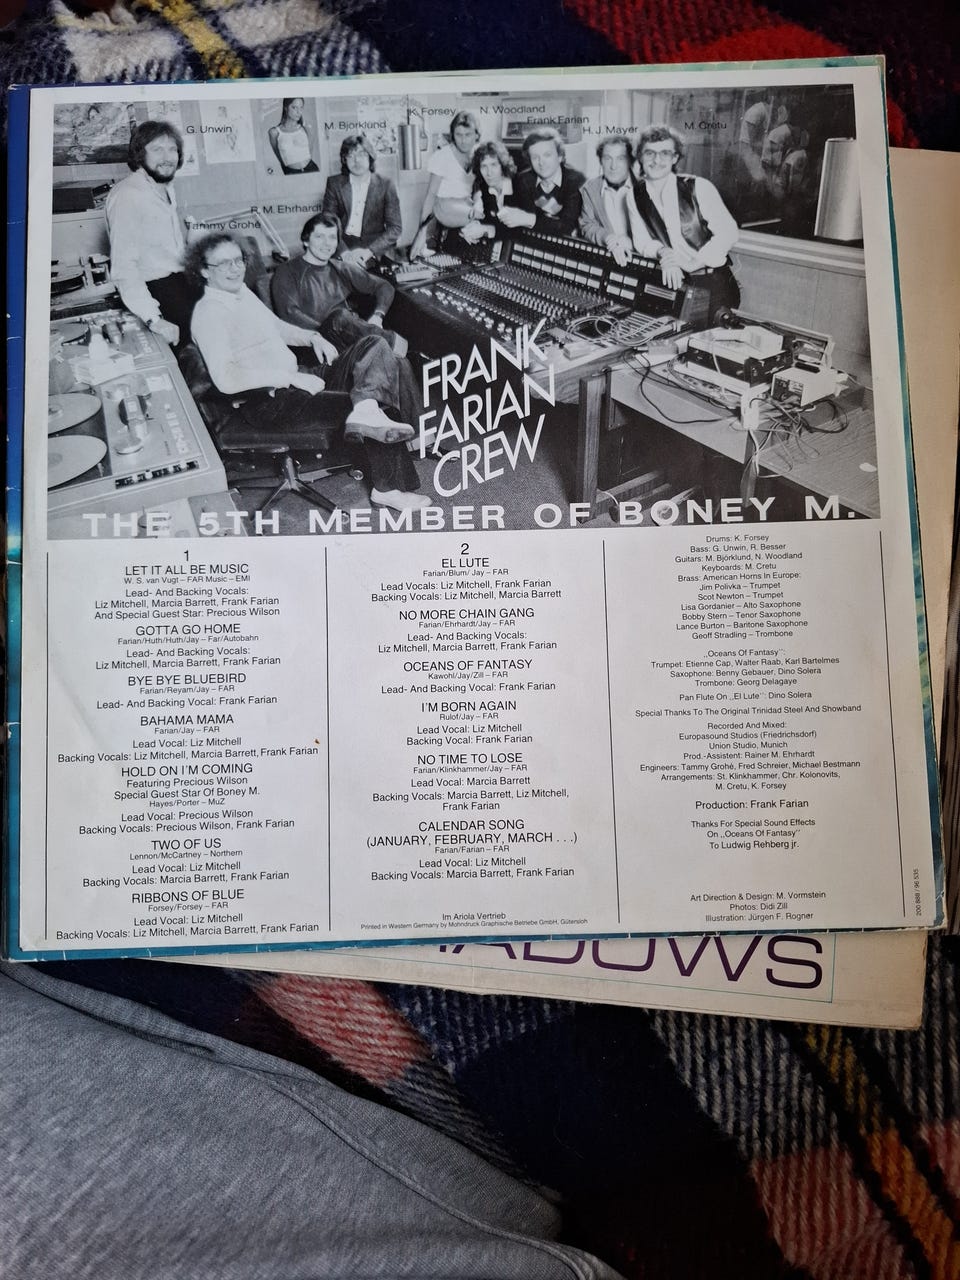 G. Unwin
M. Björklund
K. Forsey
N. Woodland
Frank Farian
H. J. Mayer
M. Cretu
R. M. Ehrhardt
Tammy Grohé
FRANK
FARIAN
CREW
THE 5TH MEMBER OF BONEY M.
1
LET IT ALL BE MUSIC
W. S. van Vugt – FAR Music – EMI
Lead- And Backing Vocals:
Liz Mitchell, Marcia Barrett, Frank Farian
And Special Guest Star: Precious Wilson
GOTTA GO HOME
Farian/Huth/Huth/Jay – Far/Autobahn
Lead- And Backing Vocals:
Liz Mitchell, Marcia Barrett, Frank Farian
BYE BYE BLUEBIRD
Farian/Reyam/Jay – FAR
Lead- And Backing Vocal: Frank Farian
BAHAMA MAMA
Farian/Jay – FAR
Lead Vocal: Liz Mitchell
Backing Vocals: Liz Mitchell, Marcia Barrett, Frank Farian
HOLD ON I'M COMING
Featuring Precious Wilson
Special Guest Star Of Boney M.
Hayes/Porter – MuZ
Lead Vocal: Precious Wilson
Backing Vocals: Precious Wilson, Frank Farian
TWO OF US
Lennon/McCartney – Northern
Lead Vocal: Liz Mitchell
Backing Vocals: Marcia Barrett, Frank Farian
RIBBONS OF BLUE
Forsey/Forsey – FAR
Lead Vocal: Liz Mitchell
Backing Vocals: Liz Mitchell, Marcia Barrett, Frank Farian
2
EL LUTE
Farian/Blum/ Jay – FAR
Lead Vocals: Liz Mitchell, Frank Farian
Backing Vocals: Liz Mitchell, Marcia Barrett
NO MORE CHAIN GANG
Farian/Ehrhardt/Jay – FAR
Lead- And Backing Vocals:
Liz Mitchell, Marcia Barrett, Frank Farian
OCEANS OF FANTASY
Kawohl/Jay/Zill – FAR
Lead- And Backing Vocal: Frank Farian
I'M BORN AGAIN
Rulof/Jay – FAR
Lead Vocal: Liz Mitchell
Backing Vocal: Frank Farian
NO TIME TO LOSE
Farian/Klinkhammer/Jay – FAR
Lead Vocal: Marcia Barrett
Backing Vocals: Marcia Barrett, Liz Mitchell,
Frank Farian
CALENDAR SONG
(JANUARY, FEBRUARY, MARCH . . .)
Farian/Farian – FAR
Lead Vocal: Liz Mitchell
Backing Vocals: Marcia Barrett, Frank Farian
Im Ariola Vertrieb
Printed in Western Germany by Mohndruck Graphische Betriebe GmbH, Gütersloh
Drums: K. Forsey
Bass: G. Unwin, R. Besser
Guitars: M. Björklund, N. Woodland
Keyboards: M. Cretu
Brass: American Horns In Europe:
Jim Polivka – Trumpet
Scot Newton – Trumpet
Lisa Gordanier – Alto Saxophone
Bobby Stern – Tenor Saxophone
Lance Burton – Baritone Saxophone
Geoff Stradling – Trombone
„Oceans Of Fantasy":
Trumpet: Etienne Cap, Walter Raab, Karl Bartelmes
Saxophone: Benny Gebauer, Dino Solera
Trombone: Georg Delagaye
Pan Flute On „El Lute": Dino Solera
Special Thanks To The Original Trinidad Steel And Showband
Recorded And Mixed:
Europasound Studios (Friedrichsdorf)
Union Studio, Munich
Prod.-Assistent: Rainer M. Ehrhardt
Engineers: Tammy Grohé, Fred Schreier, Michael Bestmann
Arrangements: St. Klinkhammer, Chr. Kolonovits,
M. Cretu, K. Forsey
Production: Frank Farian
Thanks For Special Sound Effects
On „Oceans Of Fantasy"
To Ludwig Rehberg jr.
Art Direction & Design: M. Vormstein
Photos: Didi Zill
Illustration: Jürgen F. Rogner
200 888 / 96 535
ADOWS